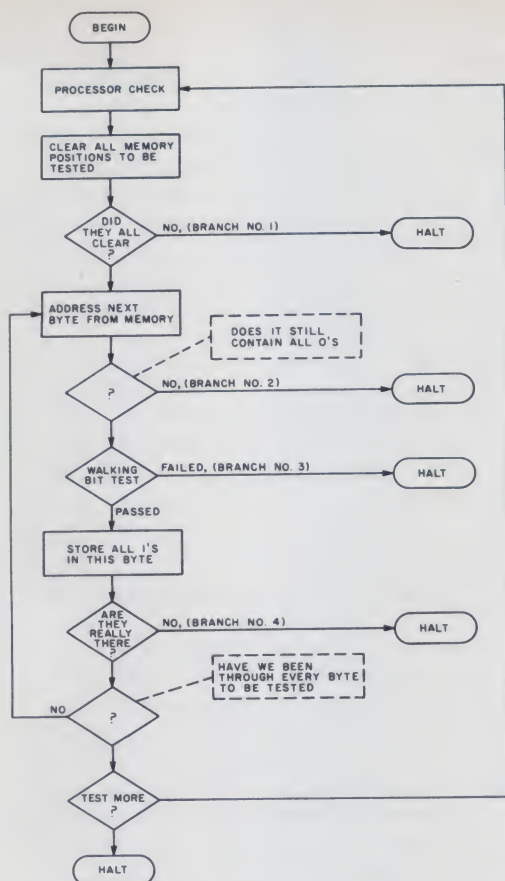 BEGIN
PROCESSOR CHECK
CLEAR ALL MEMORY
POSITIONS TO BE
TESTED
DID
THEY ALL
CLEAR
?
NO, (BRANCH NO. 1)
HALT
ADDRESS NEXT
BYTE FROM MEMORY
DOES IT STILL
CONTAIN ALL O'S
?
NO, (BRANCH NO. 2)
HALT
WALKING
BIT TEST
FAILED, (BRANCH NO. 3)
HALT
PASSED
STORE ALL I'S
IN THIS BYTE
ARE
THEY
REALLY
THERE
?
NO, (BRANCH NO. 4)
HALT
HAVE WE BEEN
THROUGH EVERY BYTE
TO BE TESTED
NO
?
TEST MORE
?
HALT